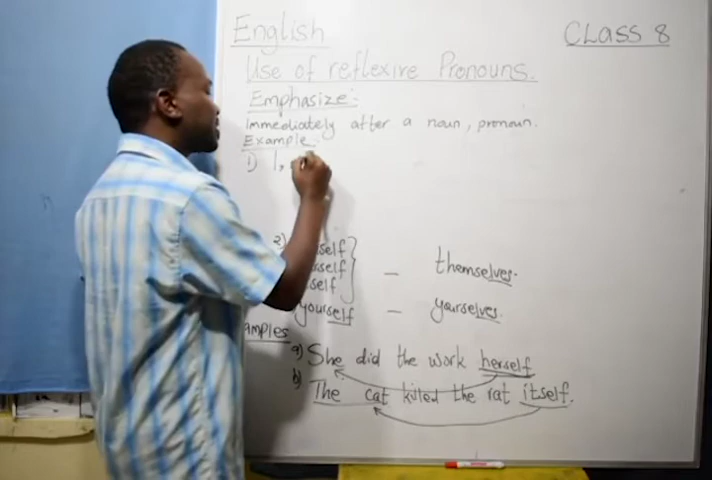 English
CLASS 8
Use of reflexive Pronouns.
Emphasize:
Immediately after a noun, pronoun.
Example.
1) I,
2)
self
self
self
themselves.
yourself — yourselves.
amples
a) She did the work herself
b) The cat killed the rat itself.